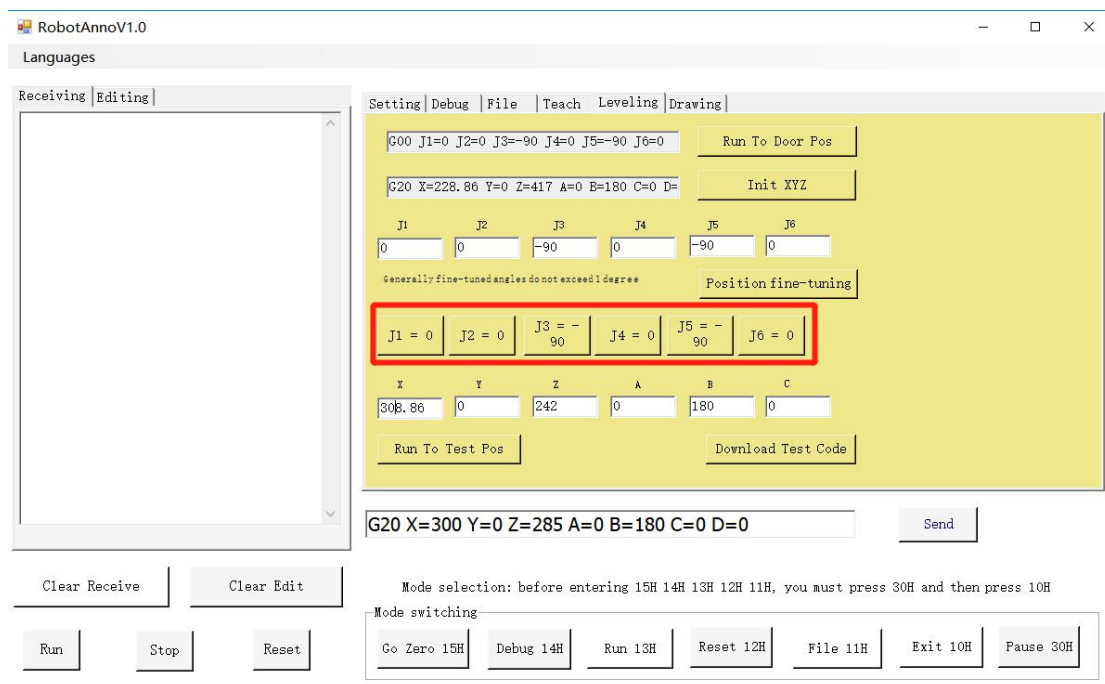 RobotAnnoV1.0
Languages
Receiving Editing
Setting Debug File Teach Leveling Drawing
G00 J1=0 J2=0 J3=-90 J4=0 J5=-90 J6=0 Run To Door Pos
G20 X=228.86 Y=0 Z=417 A=0 B=180 C=0 D= Init XYZ
J1 J2 J3 J4 J5 J6
0 0 -90 0 -90 0
Generally fine-tuned angles do not exceed 1 degree Position fine-tuning
J1 = 0 J2 = 0 J3 = -90 J4 = 0 J5 = -90 J6 = 0
X Y Z A B C
308.86 0 242 0 180 0
Run To Test Pos Download Test Code
G20 X=300 Y=0 Z=285 A=0 B=180 C=0 D=0 Send
Clear Receive Clear Edit
Mode selection: before entering 15H 14H 13H 12H 11H, you must press 30H and then press 10H
Mode switching
Run Stop Reset
Go Zero 15H Debug 14H Run 13H Reset 12H File 11H Exit 10H Pause 30H